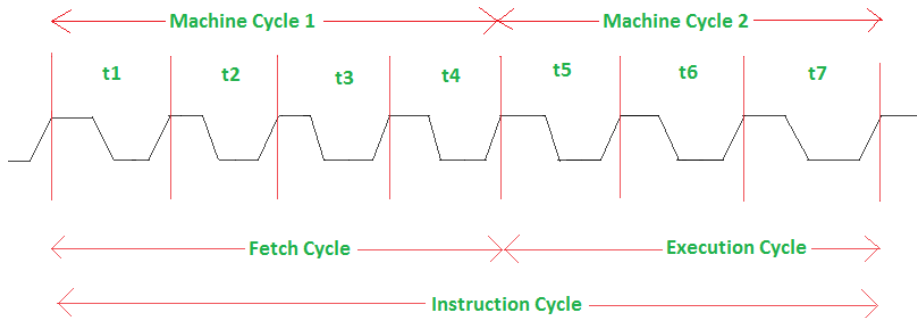 Machine Cycle 1 Machine Cycle 2
t1 t2 t3 t4 t5 t6 t7
Fetch Cycle Execution Cycle
Instruction Cycle